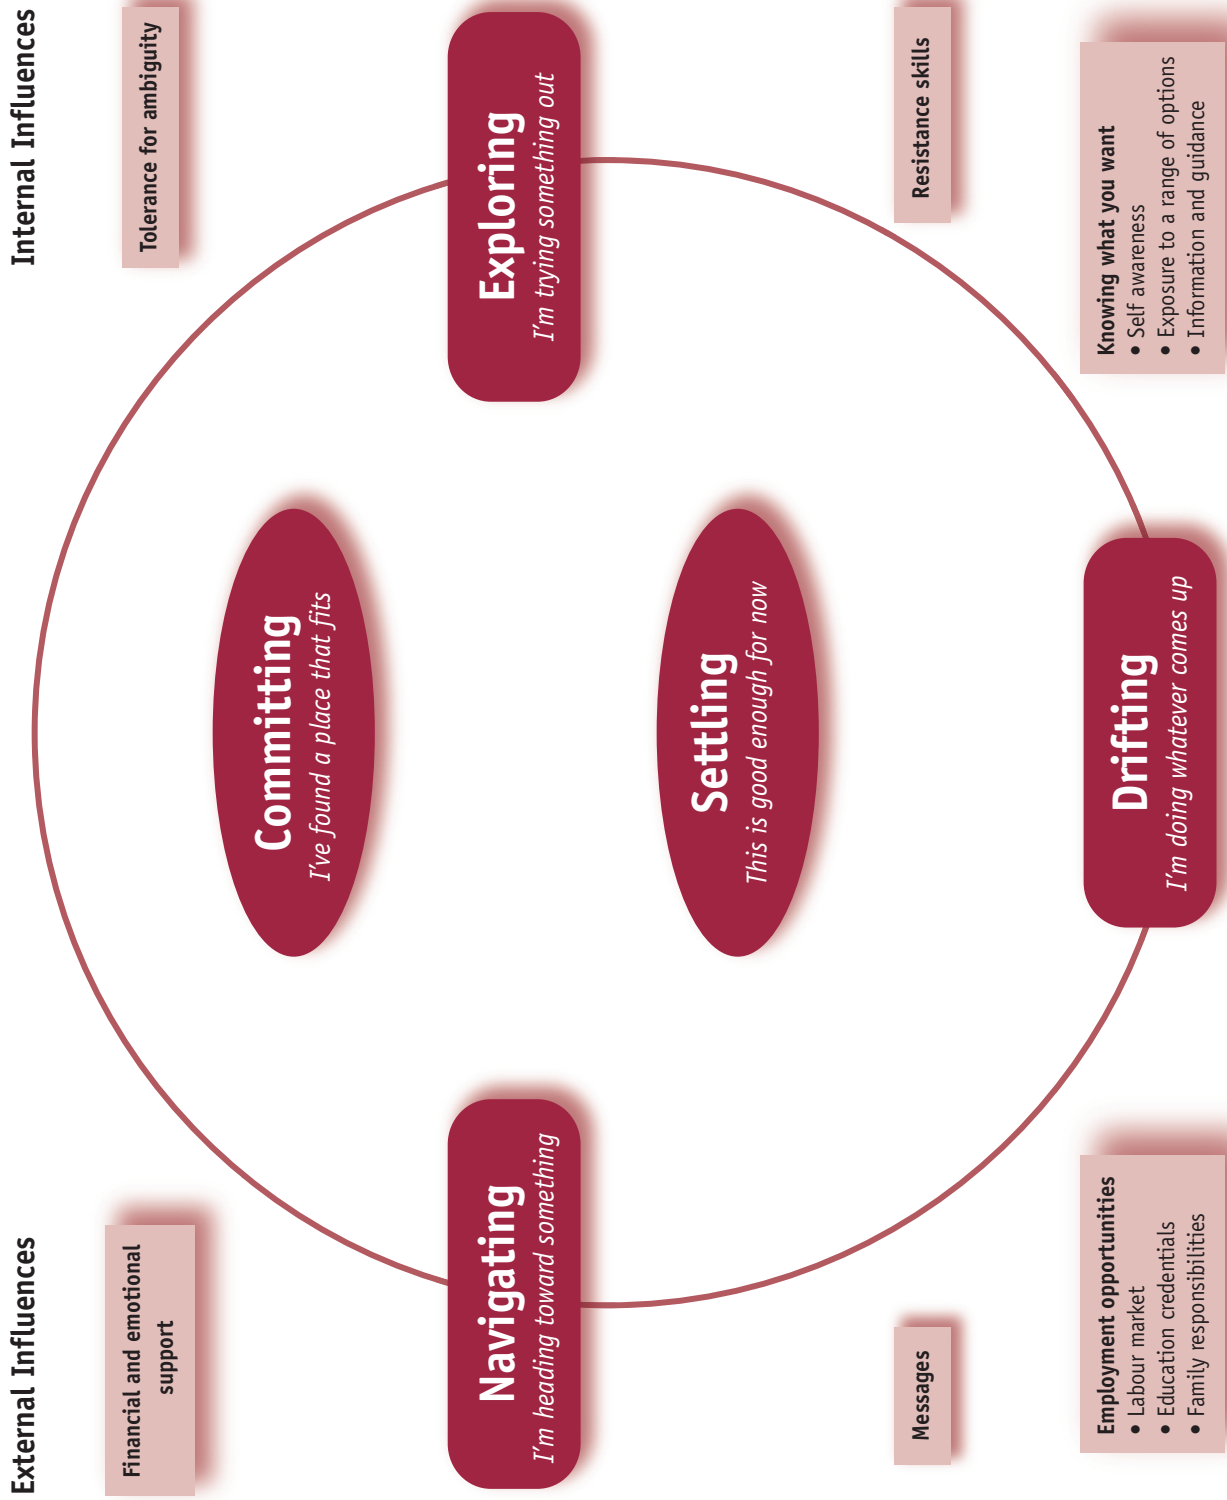 External Influences
Internal Influences
Financial and emotional
support
Tolerance for ambiguity
Committing
I've found a place that fits
Navigating
I'm heading toward something
Exploring
I'm trying something out
Settling
This is good enough for now
Messages
Resistance skills
Employment opportunities
• Labour market
• Education credentials
• Family responsibilities
Drifting
I'm doing whatever comes up
Knowing what you want
• Self awareness
• Exposure to a range of options
• Information and guidance